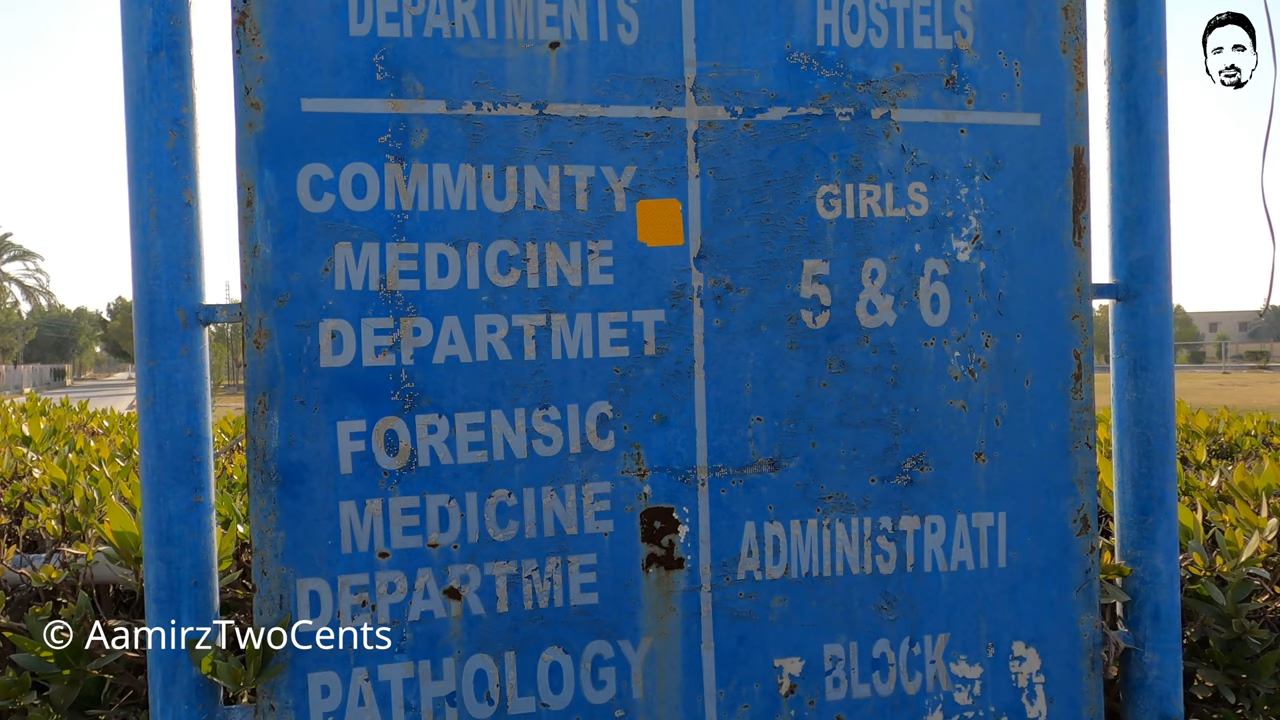 DEPARTMENTS
COMMUNTY
MEDICINE
DEPARTMET
FORENSIC
MEDICINE
DEPARTME
PATHOLOGY
HOSTELS
GIRLS
5 & 6
ADMINISTRATI
BLOCK
© AamirzTwoCents